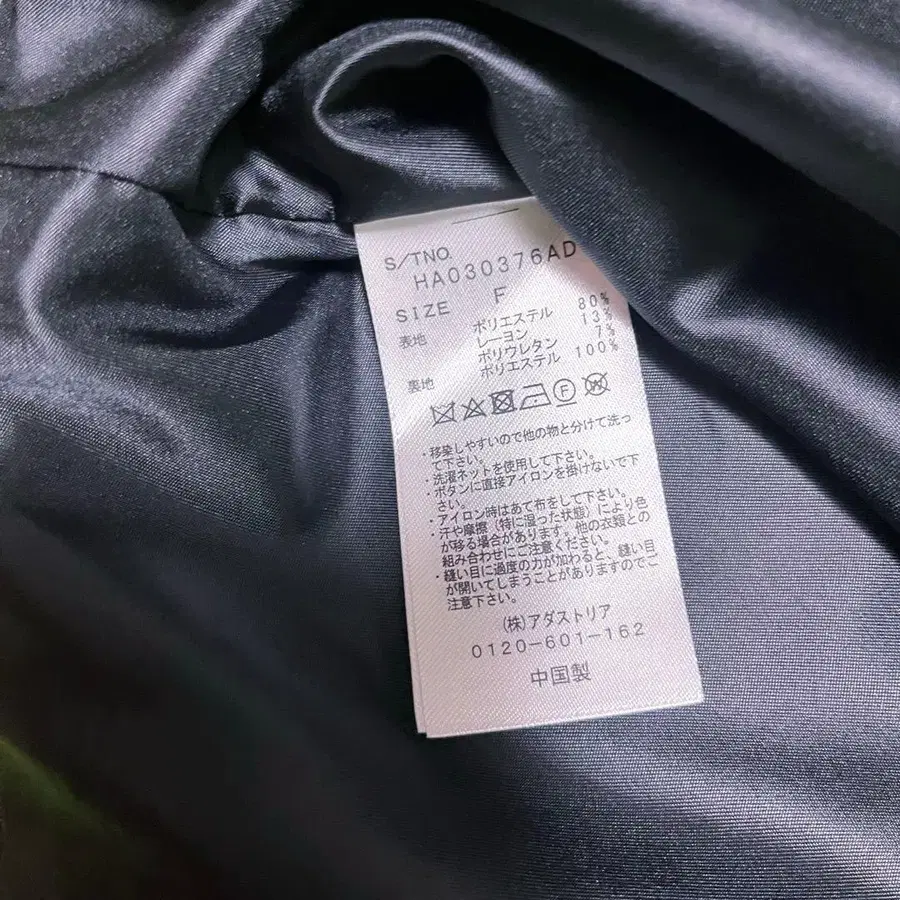 S/TNO.
HA030376AD
SIZE F
表地 ポリエステル 80%
レーヨン 13%
ポリウレタン 7%
裏地 ポリエステル 100%
F W
・移染しやすいので他の物と分けて洗っ
て下さい。
・洗濯ネットを使用して下さい。
・ボタンに直接アイロンを掛けないで下
さい。
・アイロン時はあて布をして下さい。
・汗や摩擦（特に湿った状態）により色
が移る場合があります。他の衣類との
組み合わせにご注意ください。
・縫い目に過度の力が加わると、縫い目
が開いてしまうことがありますのでご
注意下さい。
(株)アダストリア
0120-601-162
中国製